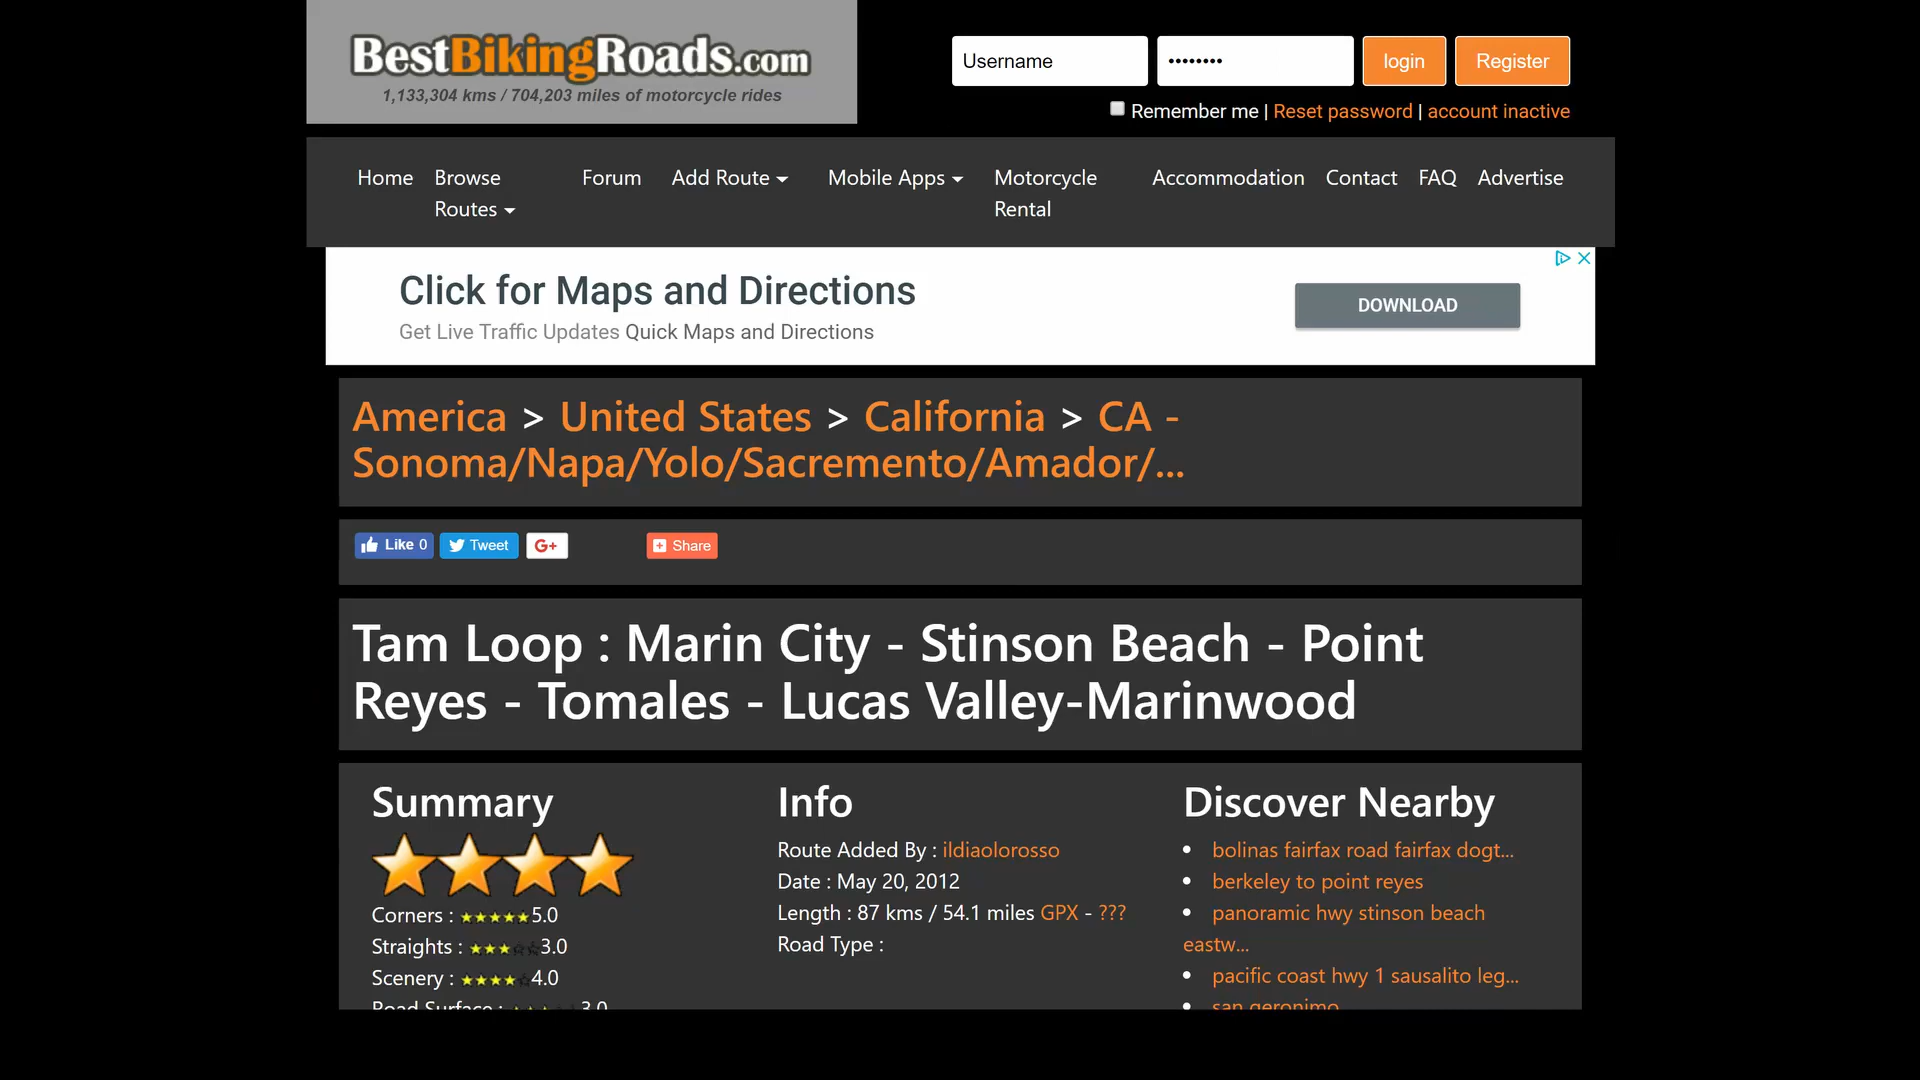 BestBikingRoads.com
1,133,304 kms / 704,203 miles of motorcycle rides
Username
••••••••
login
Register
Remember me | Reset password | account inactive
Home
Browse
Routes
Forum
Add Route
Mobile Apps
Motorcycle
Rental
Accommodation
Contact
FAQ
Advertise
Click for Maps and Directions
Get Live Traffic Updates Quick Maps and Directions
DOWNLOAD
America > United States > California > CA -
Sonoma/Napa/Yolo/Sacremento/Amador/...
Like 0
Tweet
G+
Share
Tam Loop : Marin City - Stinson Beach - Point
Reyes - Tomales - Lucas Valley-Marinwood
Summary
Corners : 5.0
Straights : 3.0
Scenery : 4.0
Road Surface : 3.0
Info
Route Added By : ildiaolorosso
Date : May 20, 2012
Length : 87 kms / 54.1 miles GPX - ???
Road Type :
Discover Nearby
• bolinas fairfax road fairfax dogt...
• berkeley to point reyes
• panoramic hwy stinson beach
eastw...
• pacific coast hwy 1 sausalito leg...
• san geronimo